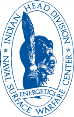 INDIAN HEAD DIVISION
NAVAL SURFACE WARFARE CENTER
ENERGETICS